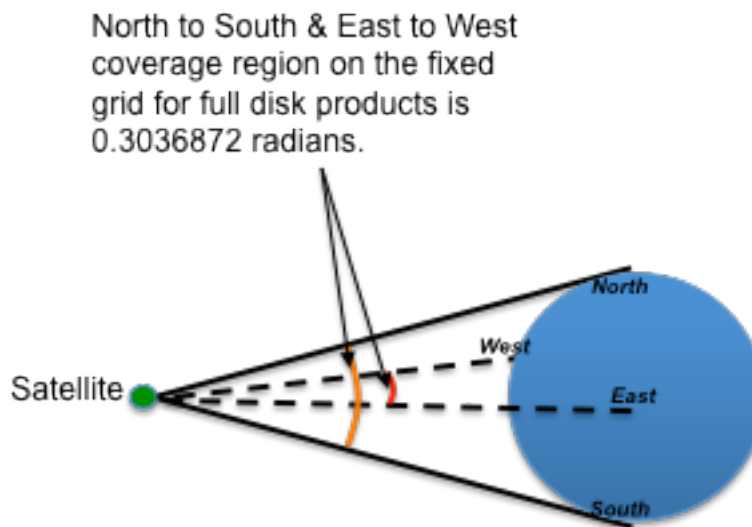 North to South & East to West
coverage region on the fixed
grid for full disk products is
0.3036872 radians.
North
West
Satellite
East
South